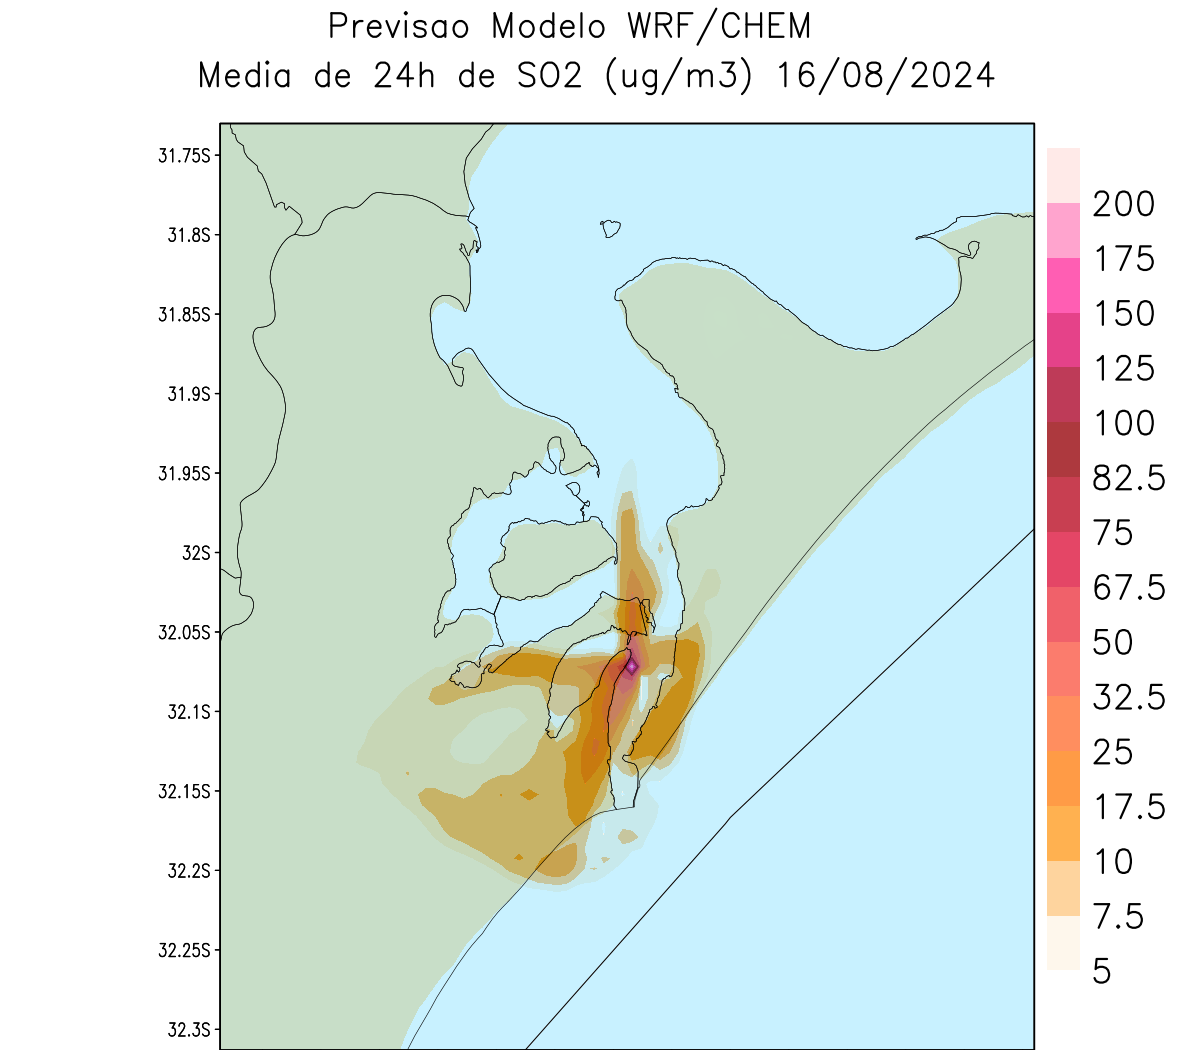 Previsao Modelo WRF/CHEM
Media de 24h de SO2 (ug/m3) 16/08/2024
31.75S
31.8S
31.85S
31.9S
31.95S
32S
32.05S
32.1S
32.15S
32.2S
32.25S
32.3S
200
175
150
125
100
82.5
75
67.5
50
32.5
25
17.5
10
7.5
5